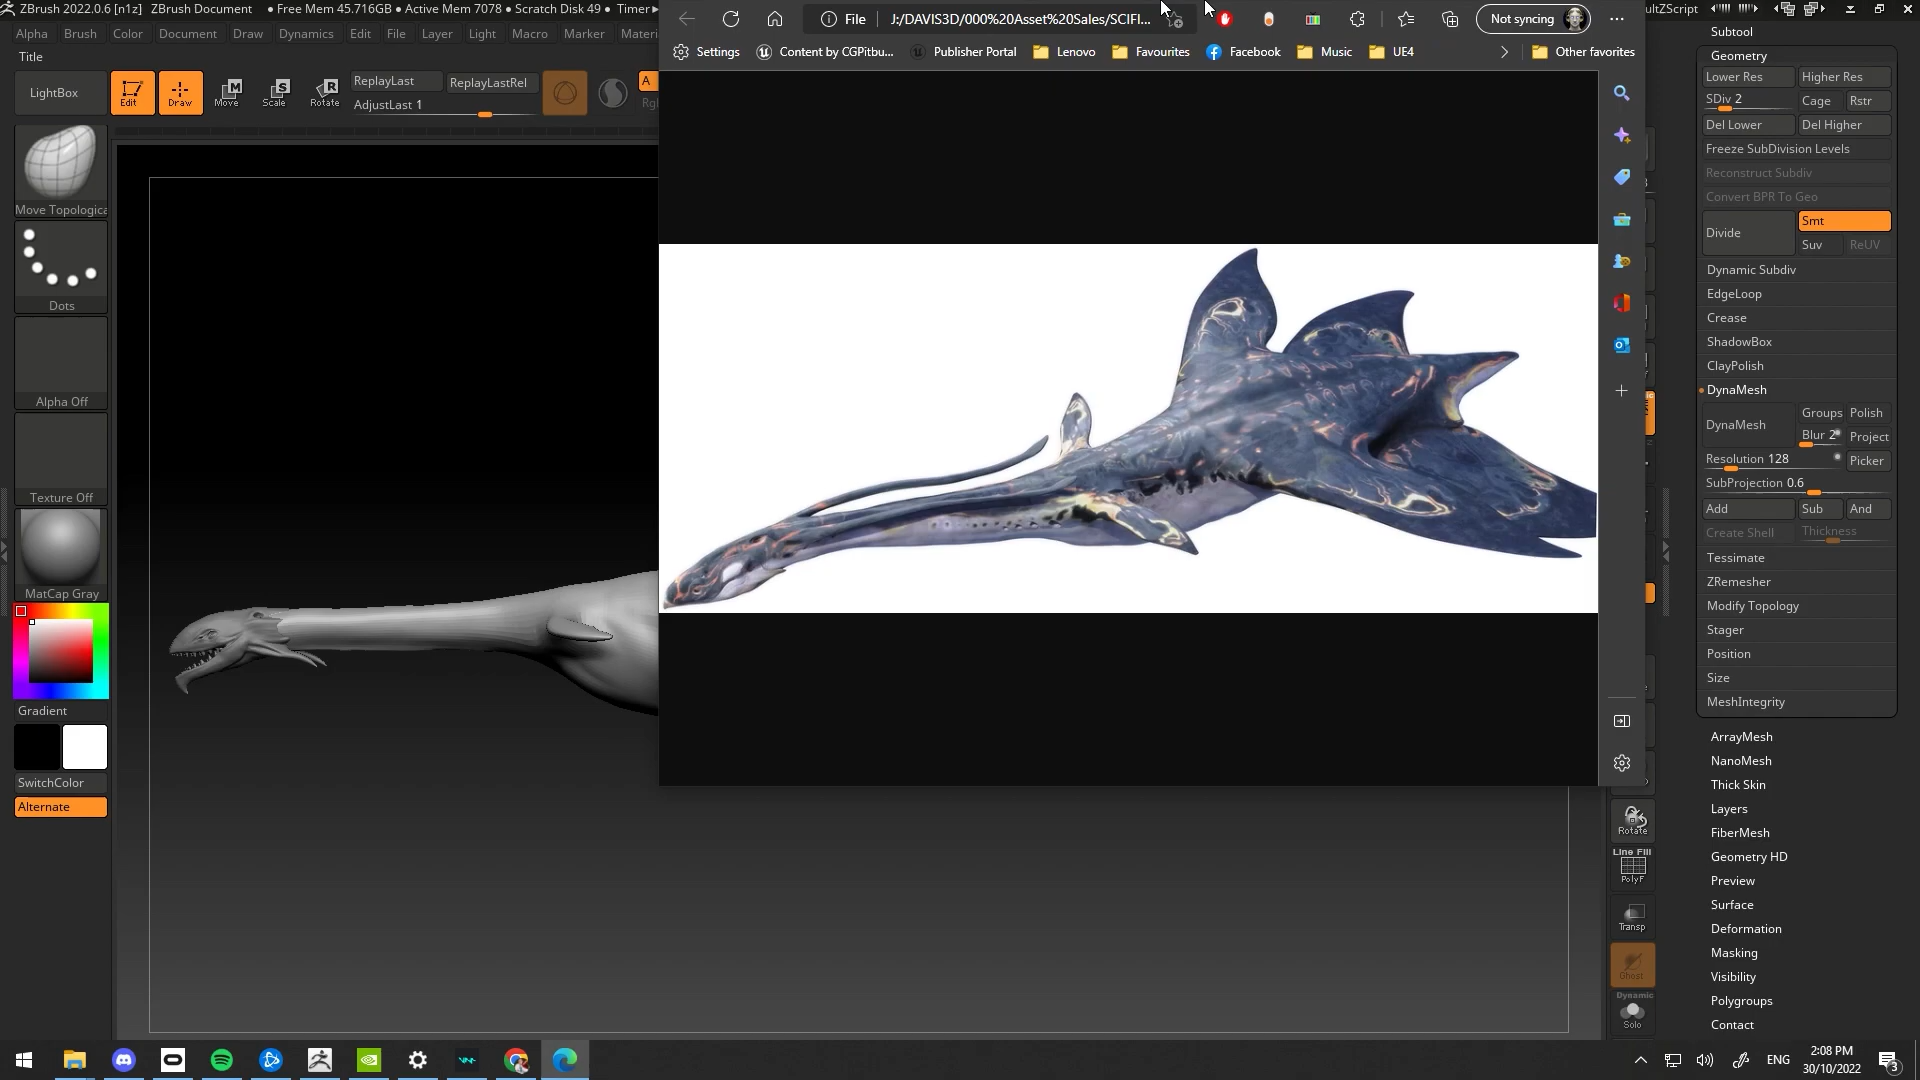 ZBrush 2022.0.6 [n1z] ZBrush Document • Free Mem 45.716GB • Active Mem 7078 • Scratch Disk 49 • Timer
Alpha Brush Color Document Draw Dynamics Edit File Layer Light Macro Marker Materi
Title
LightBox
Edit
Draw
Move
Scale
Rotate
ReplayLast
ReplayLastRel
AdjustLast 1
A
Move Topologica
Dots
Alpha Off
Texture Off
MatCap Gray
Gradient
SwitchColor
Alternate
File
J:/DAVIS3D/000%20Asset%20Sales/SCIFI...
Not syncing
Settings
Content by CGPitbu...
Publisher Portal
Lenovo
Favourites
Facebook
Music
UE4
Other favorites
ultZScript
Rotate
Line Fill
PolyF
Transp
Ghost
Dynamic
Solo
Subtool
Geometry
Lower Res
Higher Res
SDiv 2
Cage
Rstr
Del Lower
Del Higher
Freeze SubDivision Levels
Reconstruct Subdiv
Convert BPR To Geo
Divide
Smt
Suv
ReUV
Dynamic Subdiv
EdgeLoop
Crease
ShadowBox
ClayPolish
DynaMesh
DynaMesh
Groups
Polish
Blur 2
Project
Resolution 128
Picker
SubProjection 0.6
Add
Sub
And
Create Shell
Thickness
Tessimate
ZRemesher
Modify Topology
Stager
Position
Size
MeshIntegrity
ArrayMesh
NanoMesh
Thick Skin
Layers
FiberMesh
Geometry HD
Preview
Surface
Deformation
Masking
Visibility
Polygroups
Contact
ENG
2:08 PM
30/10/2022
3